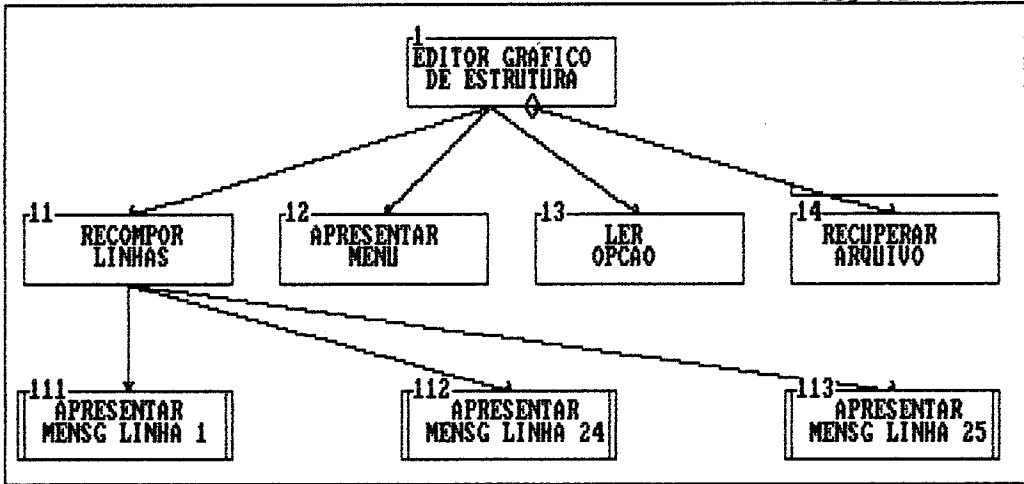 1
EDITOR GRAFICO
DE ESTRUTURA
11
RECOMPOR
LINHAS
12
APRESENTAR
MENU
13
LER
OPCAO
14
RECUPERAR
ARQUIVO
111
APRESENTAR
MENSG LINHA 1
112
APRESENTAR
MENSG LINHA 24
113
APRESENTAR
MENSG LINHA 25